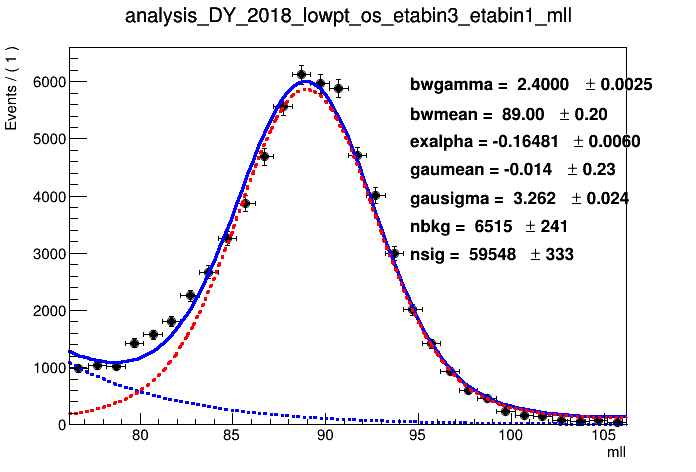 analysis_DY_2018_lowpt_os_etabin3_etabin1_mll
Events / ( 1 )
6000
5000
4000
3000
2000
1000
0
bwgamma = 2.4000 ± 0.0025
bwmean = 89.00 ± 0.20
exalpha = -0.16481 ± 0.0060
gaumean = -0.014 ± 0.23
gausigma = 3.262 ± 0.024
nbkg = 6515 ± 241
nsig = 59548 ± 333
80 85 90 95 100 105
mll